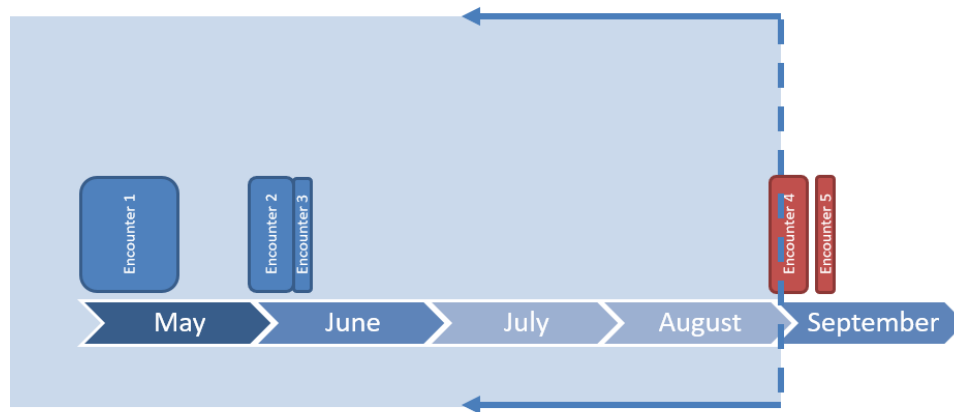 Encounter 1
Encounter 2
Encounter 3
Encounter 4
Encounter 5
May
June
July
August
September